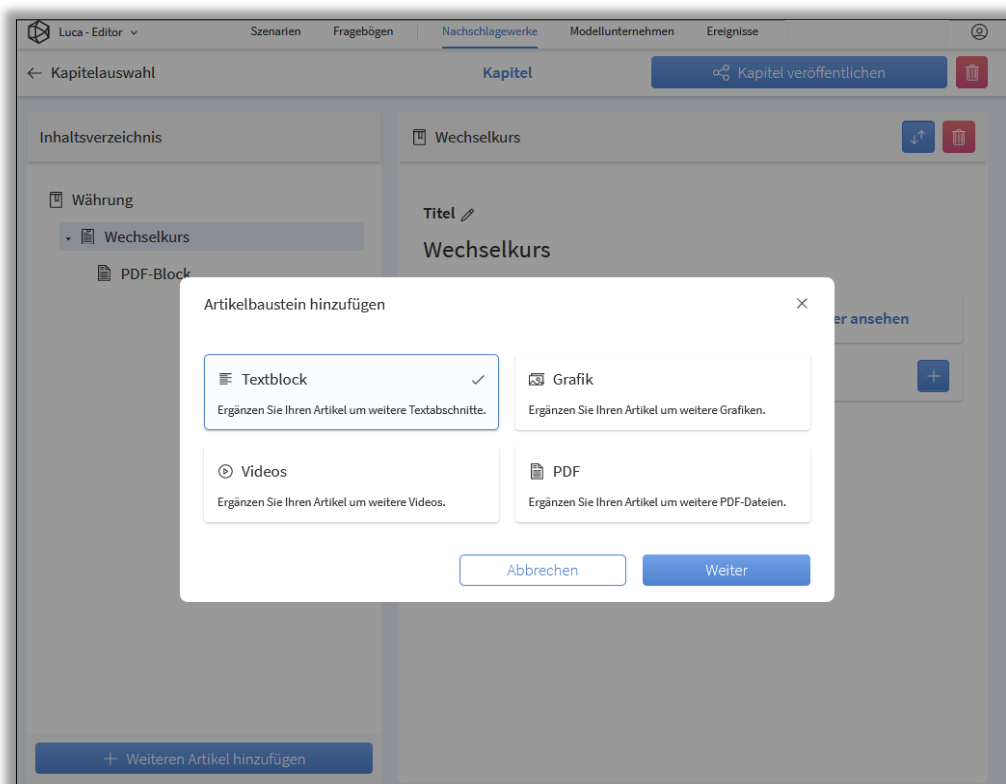 Luca - Editor
Szenarien
Fragebögen
Nachschlagewerke
Modellunternehmen
Ereignisse
Kapitelauswahl
Kapitel
Kapitel veröffentlichen
Inhaltsverzeichnis
Wechselkurs
Währung
Wechselkurs
PDF-Block
Titel
Wechselkurs
er ansehen
Artikelbaustein hinzufügen
Textblock
Ergänzen Sie Ihren Artikel um weitere Textabschnitte.
Grafik
Ergänzen Sie Ihren Artikel um weitere Grafiken.
Videos
Ergänzen Sie Ihren Artikel um weitere Videos.
PDF
Ergänzen Sie Ihren Artikel um weitere PDF-Dateien.
Abbrechen
Weiter
+ Weiteren Artikel hinzufügen